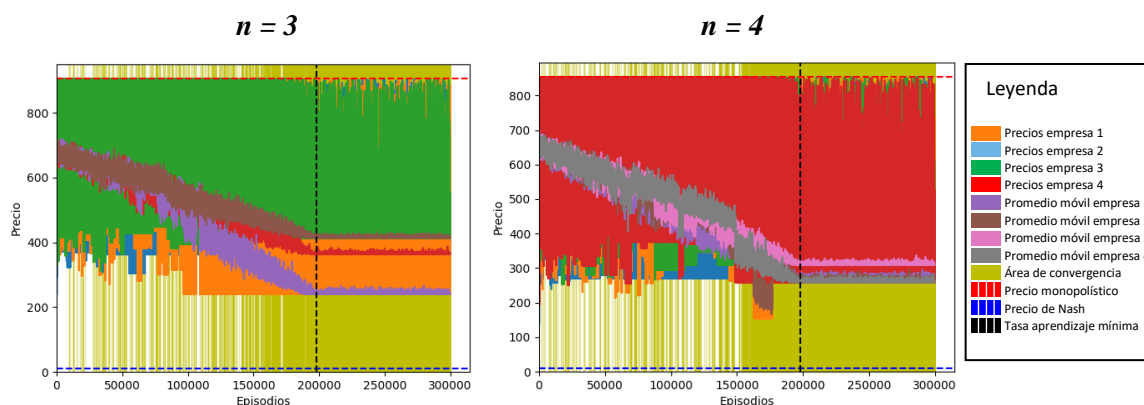 n = 3
n = 4
800
600
400
200
0
Precio
0
50000
100000
150000
200000
250000
300000
Episodios
800
700
600
500
400
300
200
100
0
Precio
0
50000
100000
150000
200000
250000
300000
Episodios
Leyenda
Precios empresa 1
Precios empresa 2
Precios empresa 3
Precios empresa 4
Promedio móvil empresa
Promedio móvil empresa
Promedio móvil empresa
Promedio móvil empresa
Área de convergencia
Precio monopolístico
Precio de Nash
Tasa aprendizaje mínima